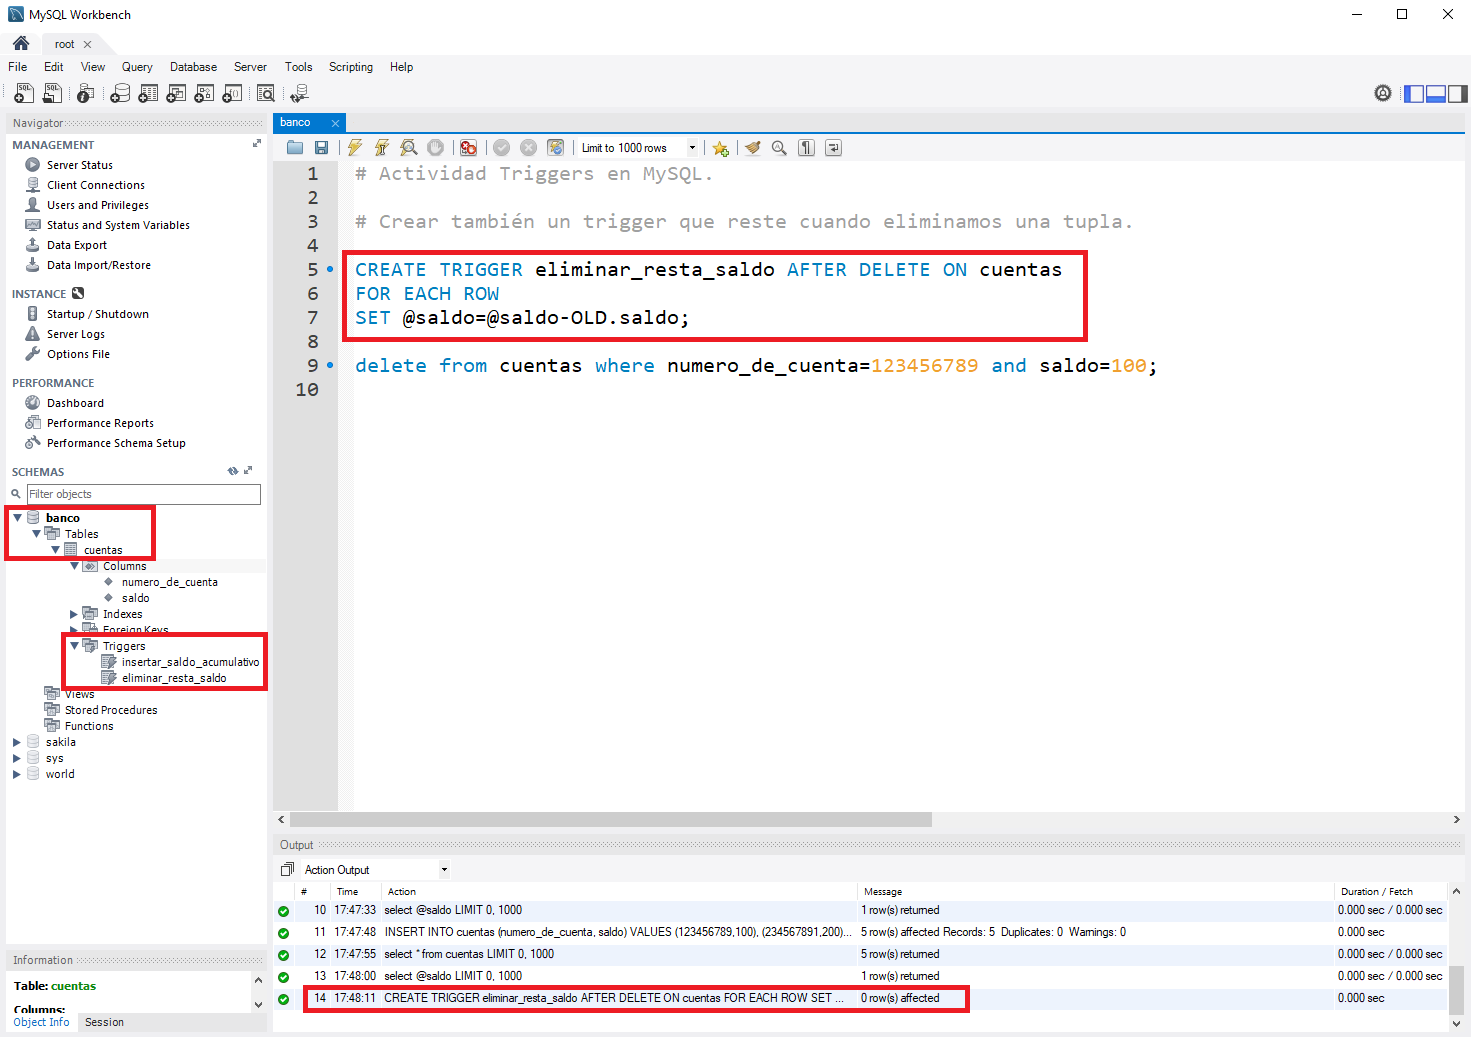 MySQL Workbench
root
File Edit View Query Database Server Tools Scripting Help
Navigator
MANAGEMENT
Server Status
Client Connections
Users and Privileges
Status and System Variables
Data Export
Data Import/Restore
INSTANCE
Startup / Shutdown
Server Logs
Options File
PERFORMANCE
Dashboard
Performance Reports
Performance Schema Setup
SCHEMAS
Filter objects
banco
Tables
cuentas
Columns
numero_de_cuenta
saldo
Indexes
Foreign Keys
Triggers
insertar_saldo_acumulativo
eliminar_resta_saldo
Views
Stored Procedures
Functions
sakila
sys
world
Information
Table: cuentas
Columns:
Object Info Session
banco
Limit to 1000 rows
1 # Actividad Triggers en MySQL.
2
3 # Crear también un trigger que reste cuando eliminamos una tupla.
4
5 CREATE TRIGGER eliminar_resta_saldo AFTER DELETE ON cuentas
6 FOR EACH ROW
7 SET @saldo=@saldo-OLD.saldo;
8
9 delete from cuentas where numero_de_cuenta=123456789 and saldo=100;
10
Output
Action Output
# Time Action Message Duration / Fetch
10 17:47:33 select @saldo LIMIT 0, 1000 1 row(s) returned 0.000 sec / 0.000 sec
11 17:47:48 INSERT INTO cuentas (numero_de_cuenta, saldo) VALUES (123456789,100), (234567891,200)... 5 row(s) affected Records: 5 Duplicates: 0 Warnings: 0 0.000 sec
12 17:47:55 select * from cuentas LIMIT 0, 1000 5 row(s) returned 0.000 sec / 0.000 sec
13 17:48:00 select @saldo LIMIT 0, 1000 1 row(s) returned 0.000 sec / 0.000 sec
14 17:48:11 CREATE TRIGGER eliminar_resta_saldo AFTER DELETE ON cuentas FOR EACH ROW SET ... 0 row(s) affected 0.000 sec